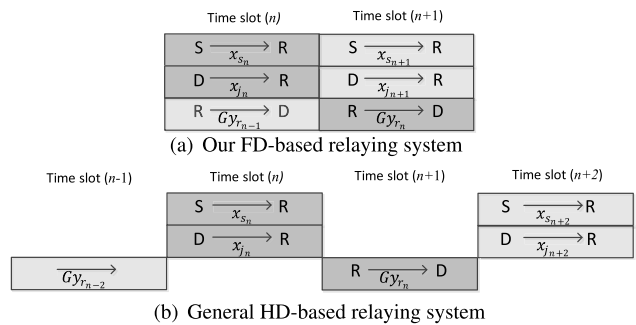 Time slot (n) Time slot (n+1)
S → R S → R
x_{s_n} x_{s_{n+1}}
D → R D → R
x_{j_n} x_{j_{n+1}}
R → D R → D
Gy_{r_{n-1}} Gy_{r_n}
(a) Our FD-based relaying system
Time slot (n-1) Time slot (n) Time slot (n+1) Time slot (n+2)
S → R S → R
x_{s_n} x_{s_{n+2}}
D → R D → R
x_{j_n} x_{j_{n+2}}
→ R → D
Gy_{r_{n-2}} Gy_{r_n}
(b) General HD-based relaying system